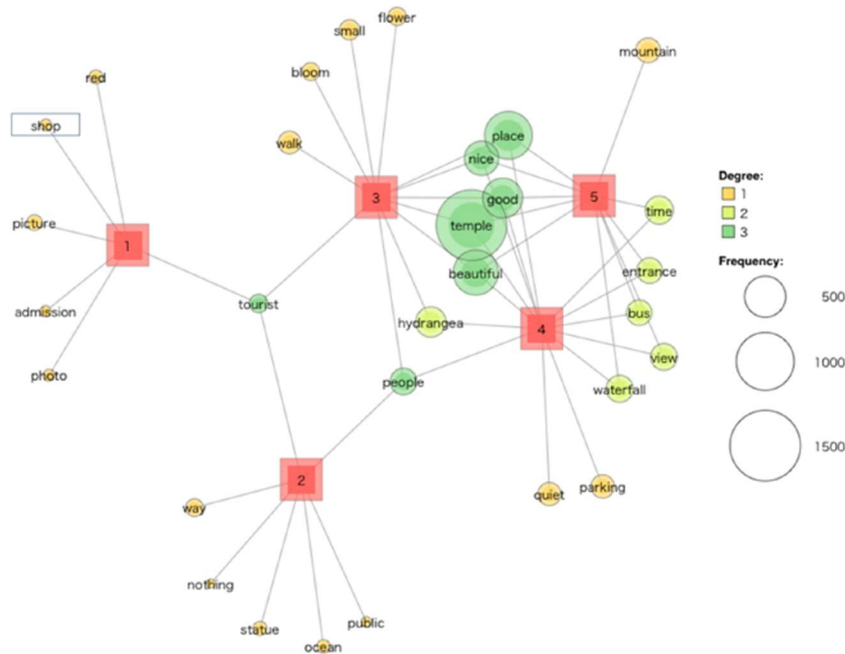 flower
small
mountain
bloom
red
shop
place
walk
nice
Degree:
1
2
3
3
5
good
time
picture
temple
1
Frequency:
beautiful
entrance
500
tourist
admission
bus
hydrangea
4
view
1000
photo
people
waterfall
1500
2
quiet
parking
way
nothing
statue
public
ocean